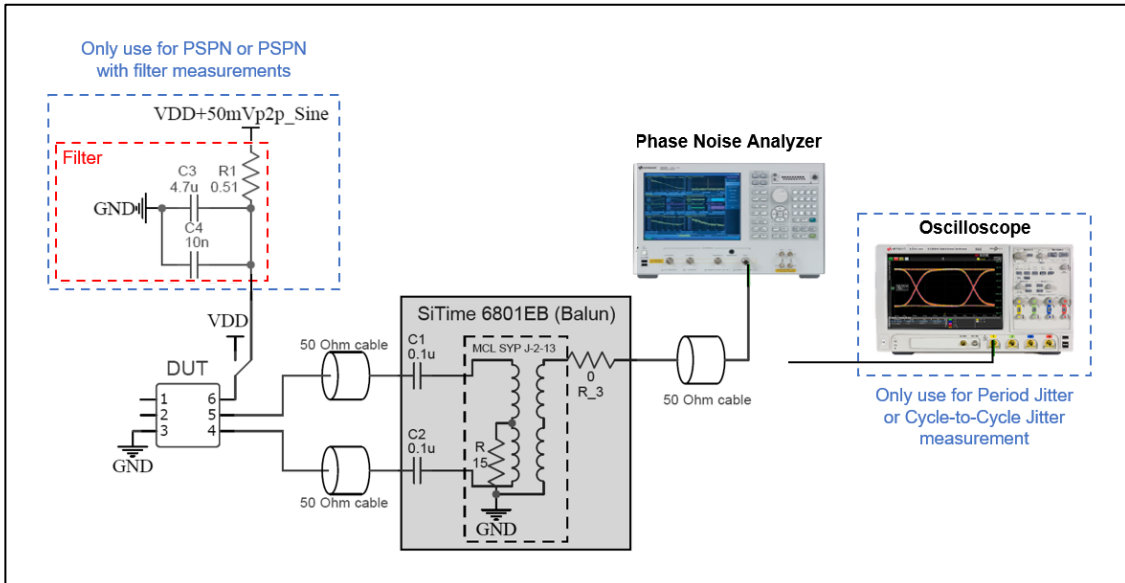 Only use for PSPN or PSPN
with filter measurements
VDD+50mVp2p_Sine
Filter
C3
4.7u
R1
0.51
GND
C4
10n
VDD
DUT
1
2
3
6
5
4
GND
50 Ohm cable
50 Ohm cable
SiTime 6801EB (Balun)
C1
0.1u
MCL SYP J-2-13
C2
0.1u
R
15
GND
0
R_3
50 Ohm cable
Phase Noise Analyzer
Oscilloscope
Only use for Period Jitter
or Cycle-to-Cycle Jitter
measurement